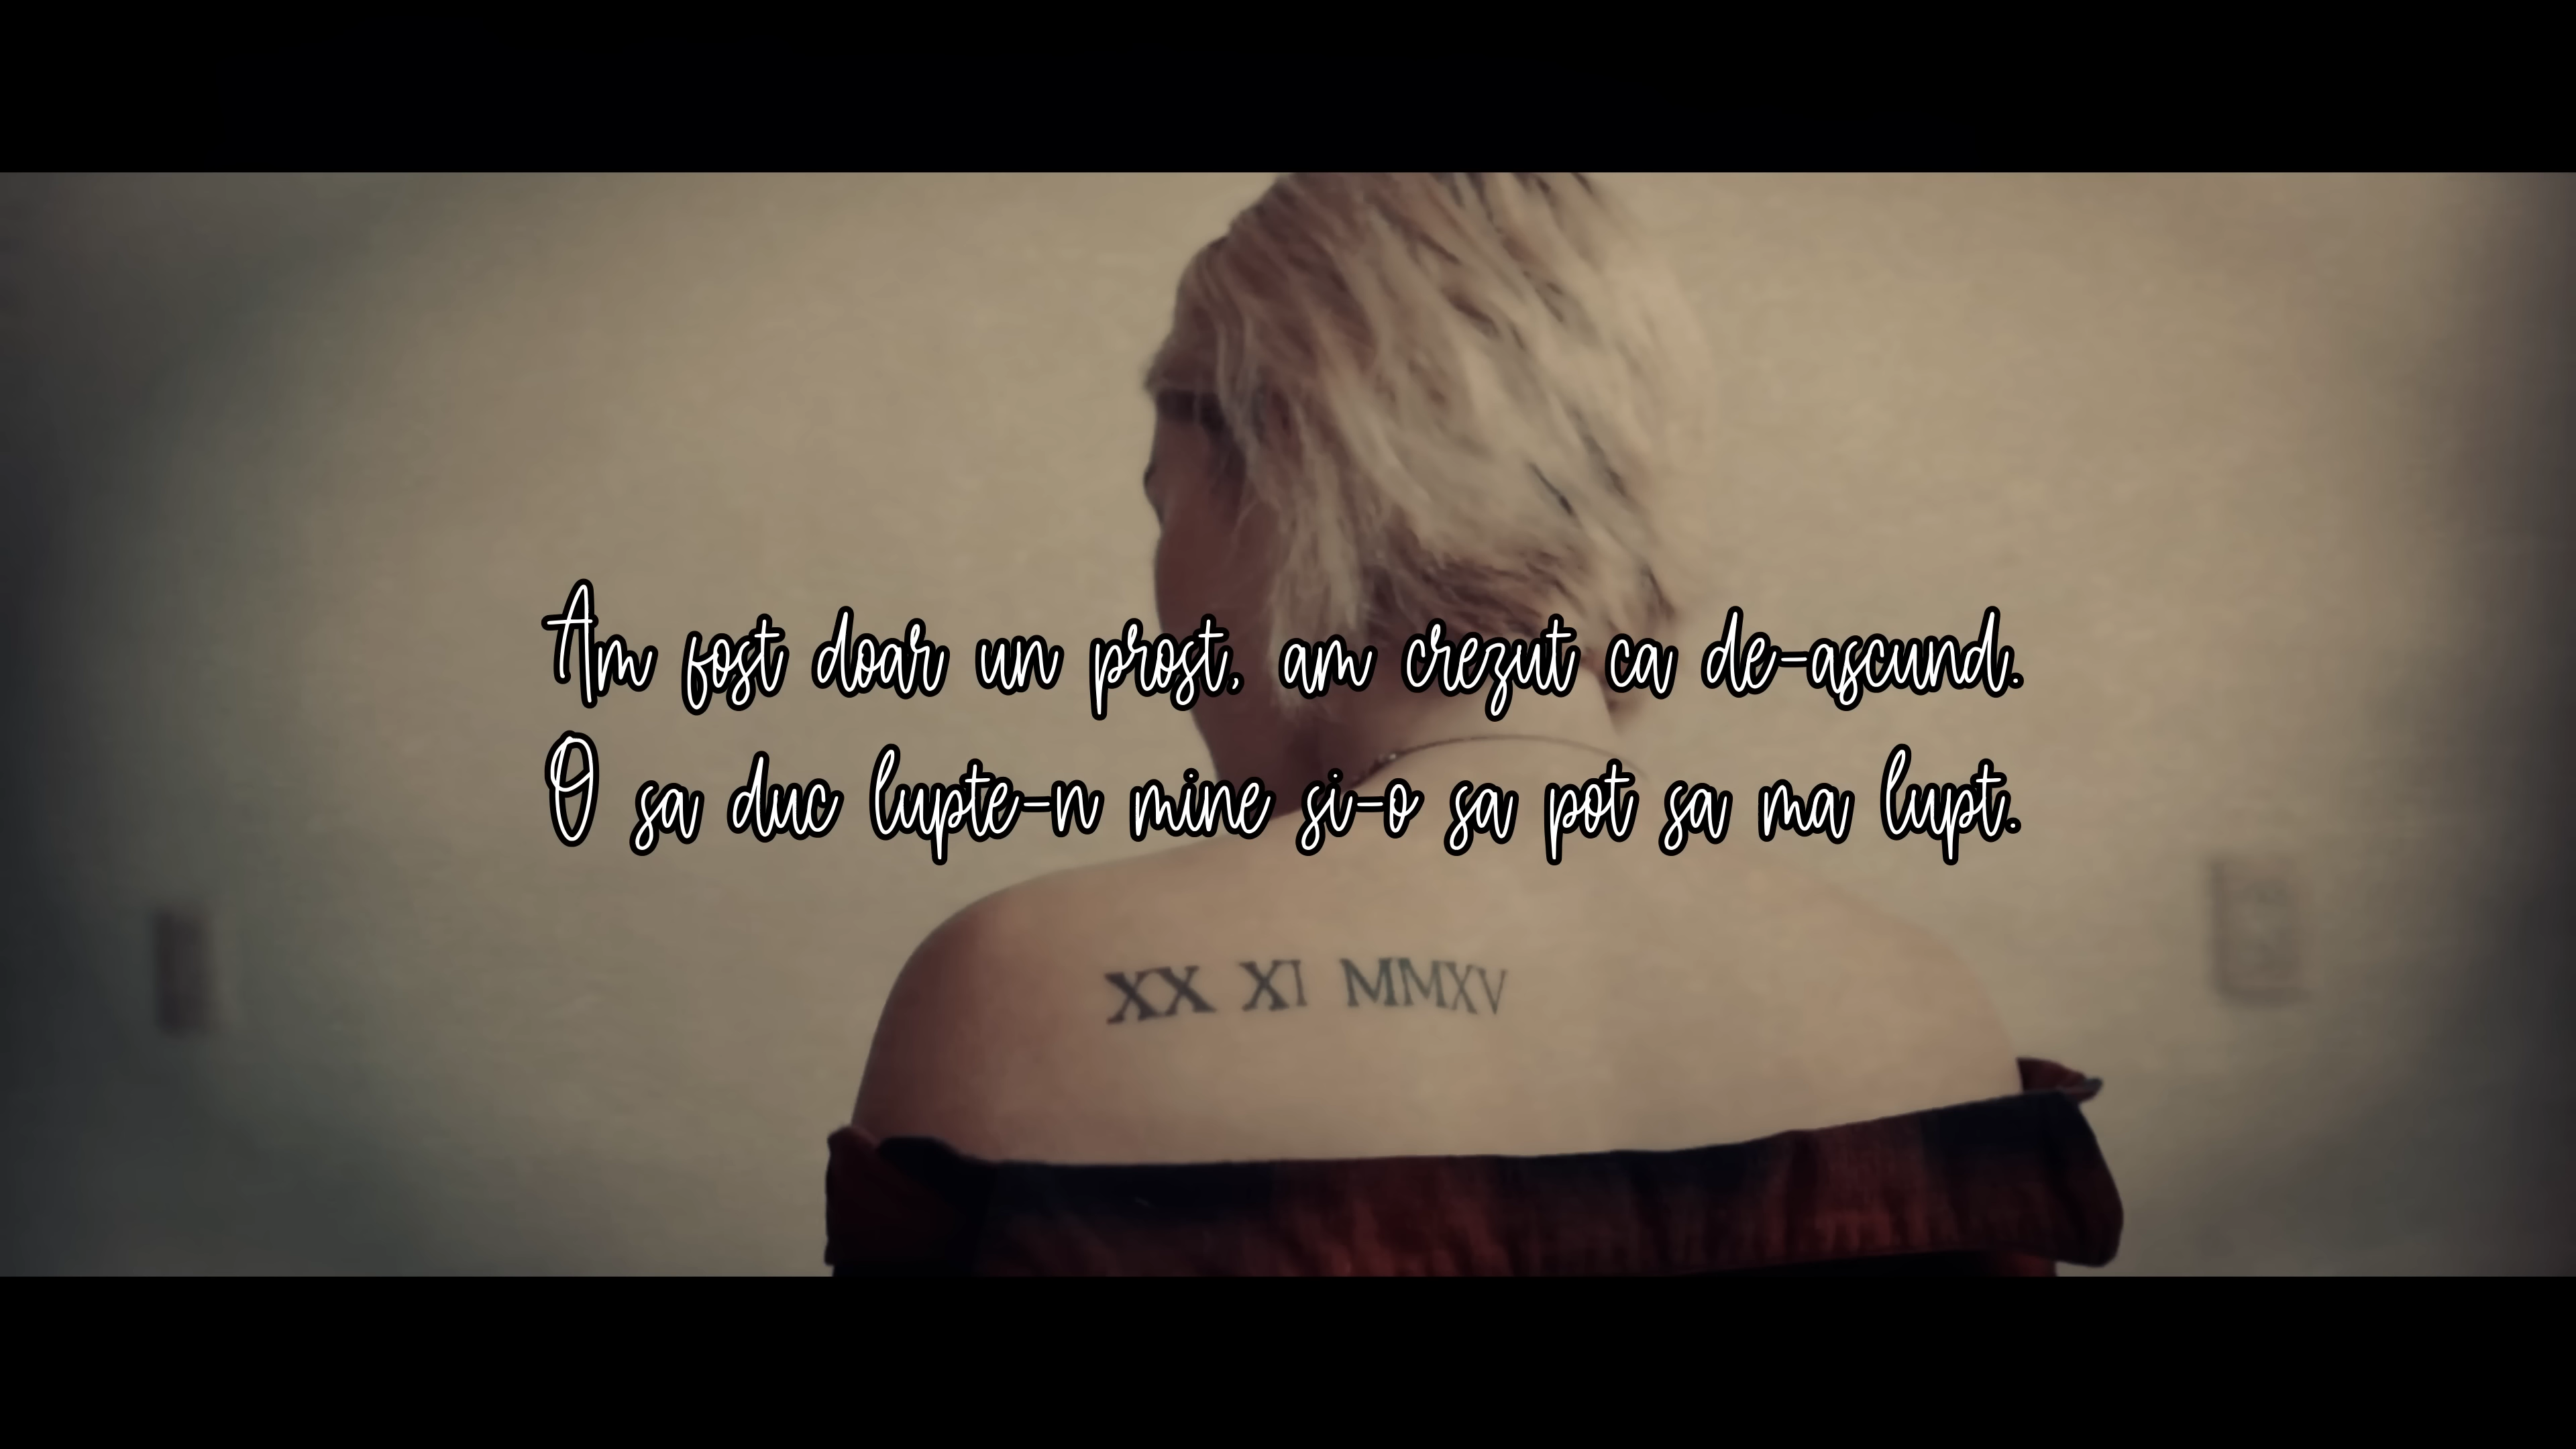 Am fost doar un prost, am crezut ca de-ascund.
O sa duc lupte-n mine si-o sa pot sa ma lupt.
XX XI MMXV